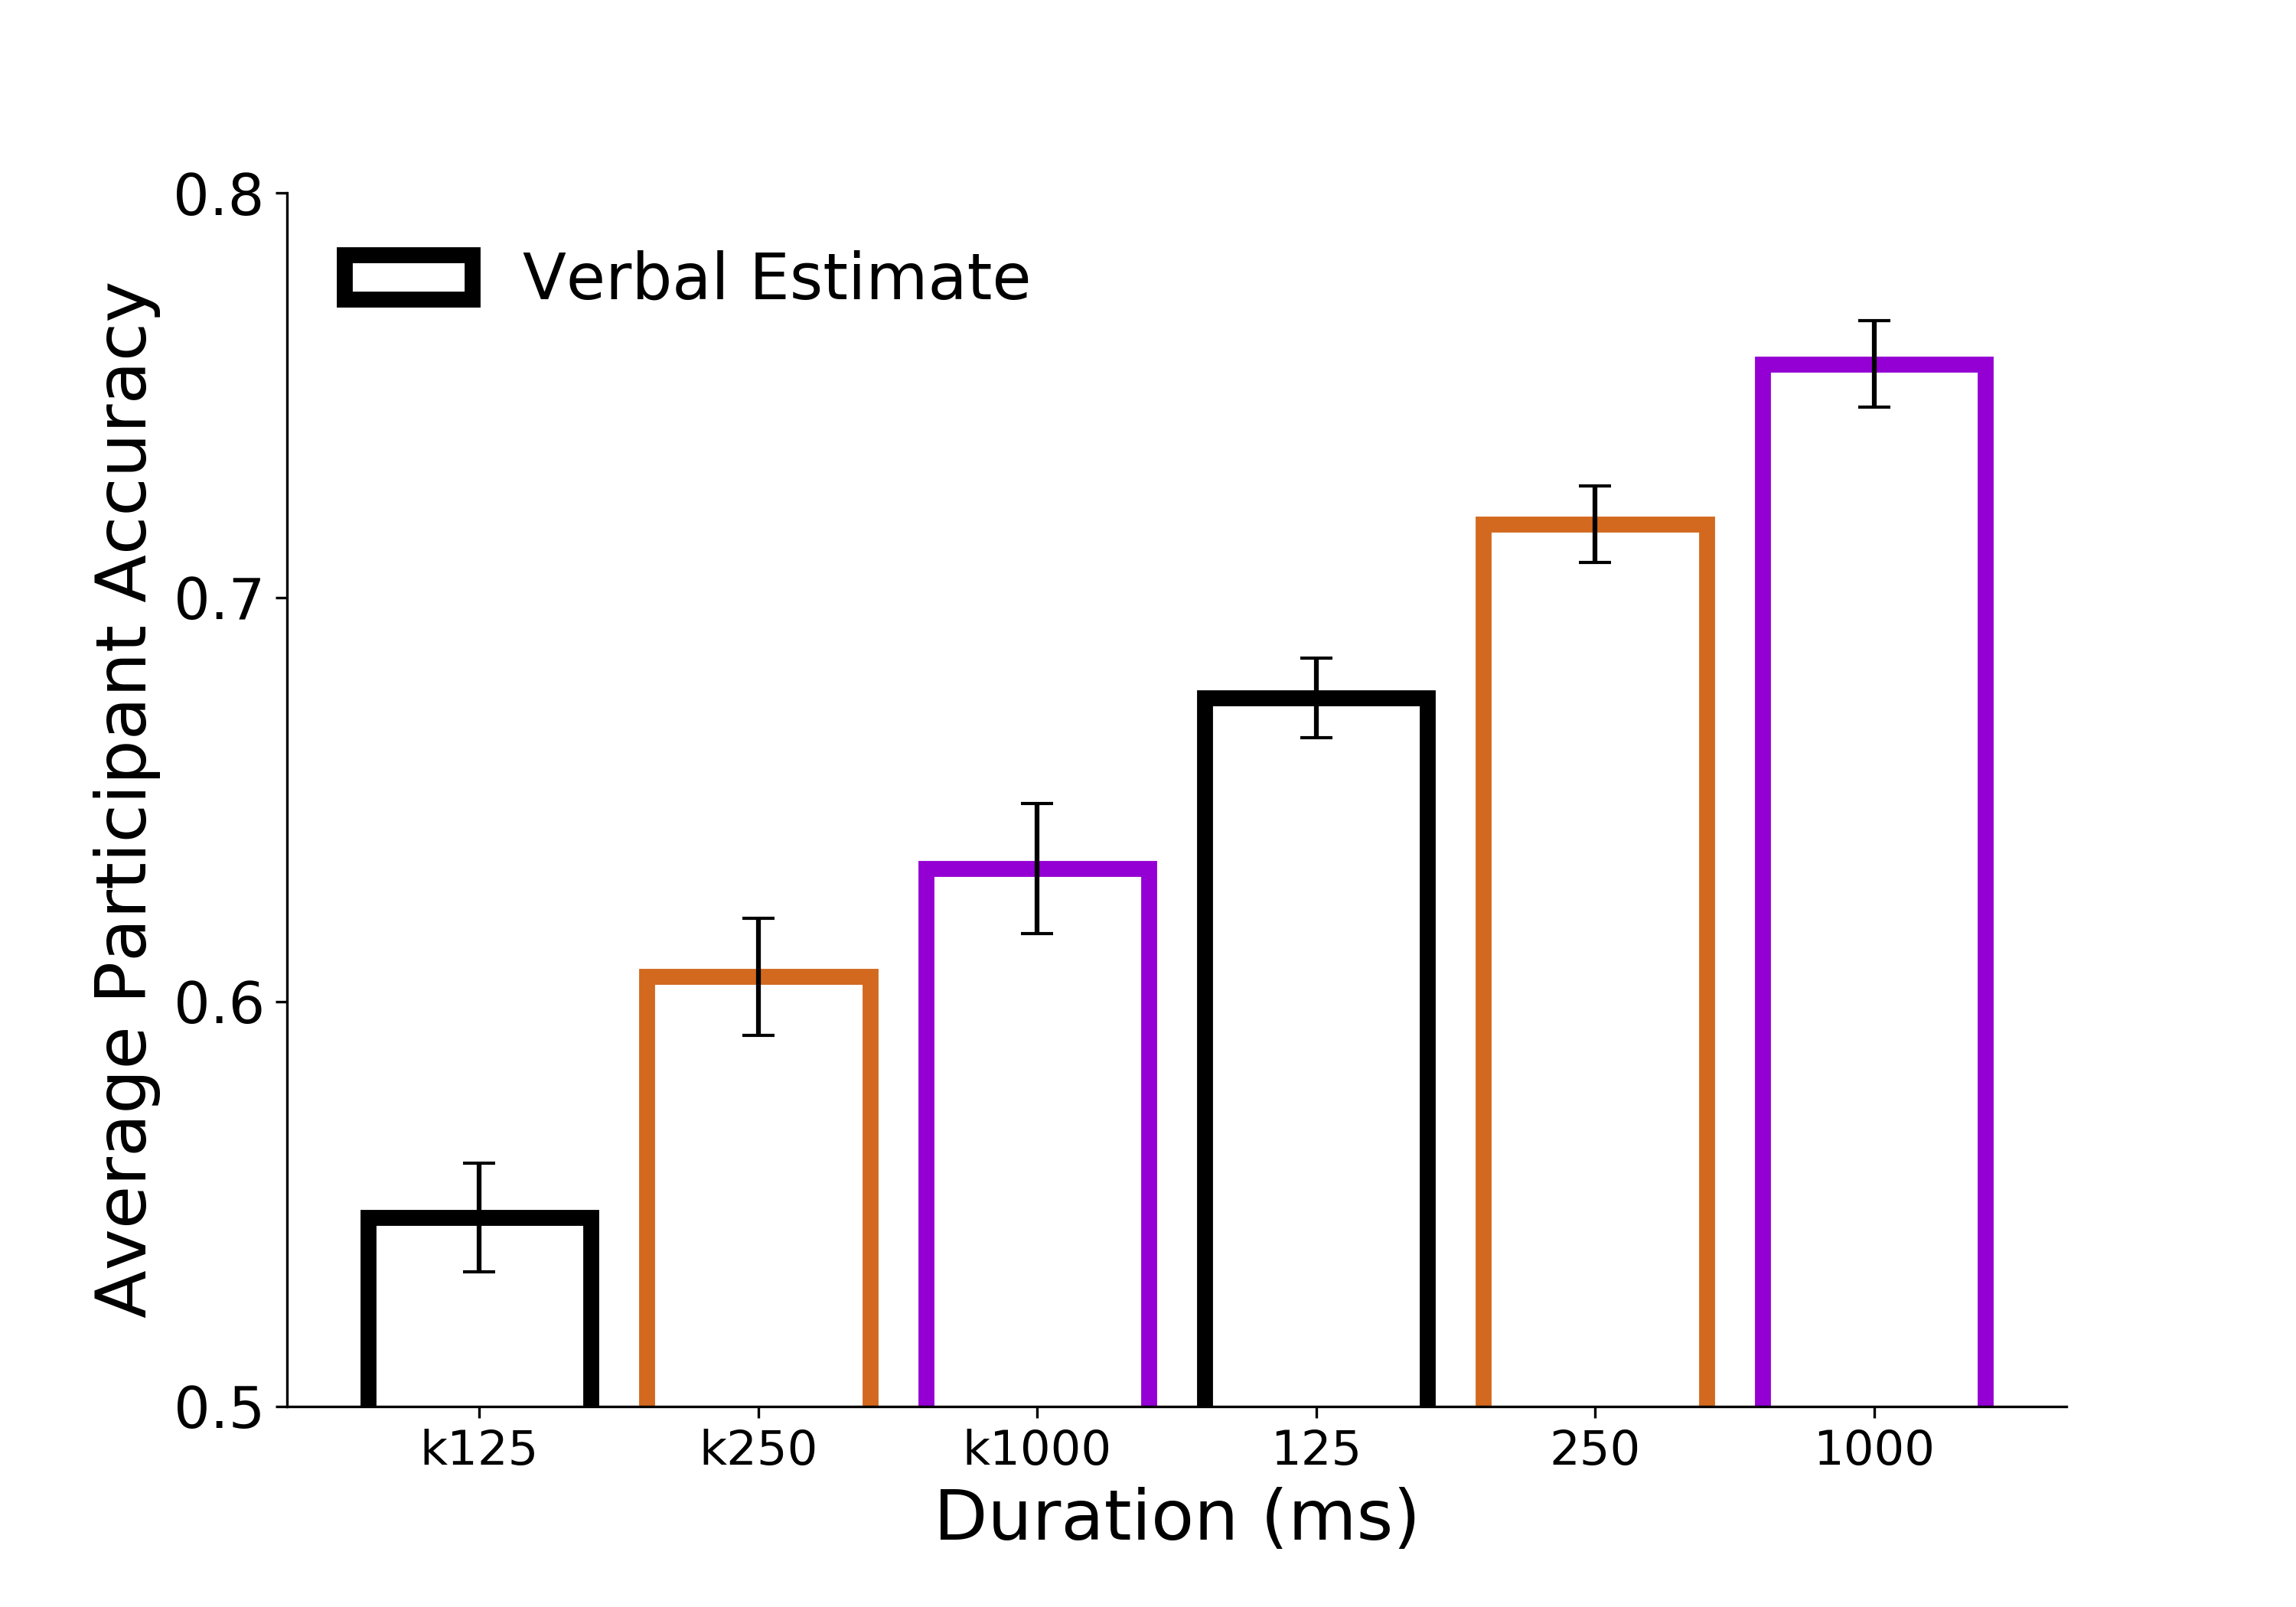 Average Participant Accuracy
0.8
0.7
0.6
0.5
Verbal Estimate
k125 k250 k1000 125 250 1000
Duration (ms)